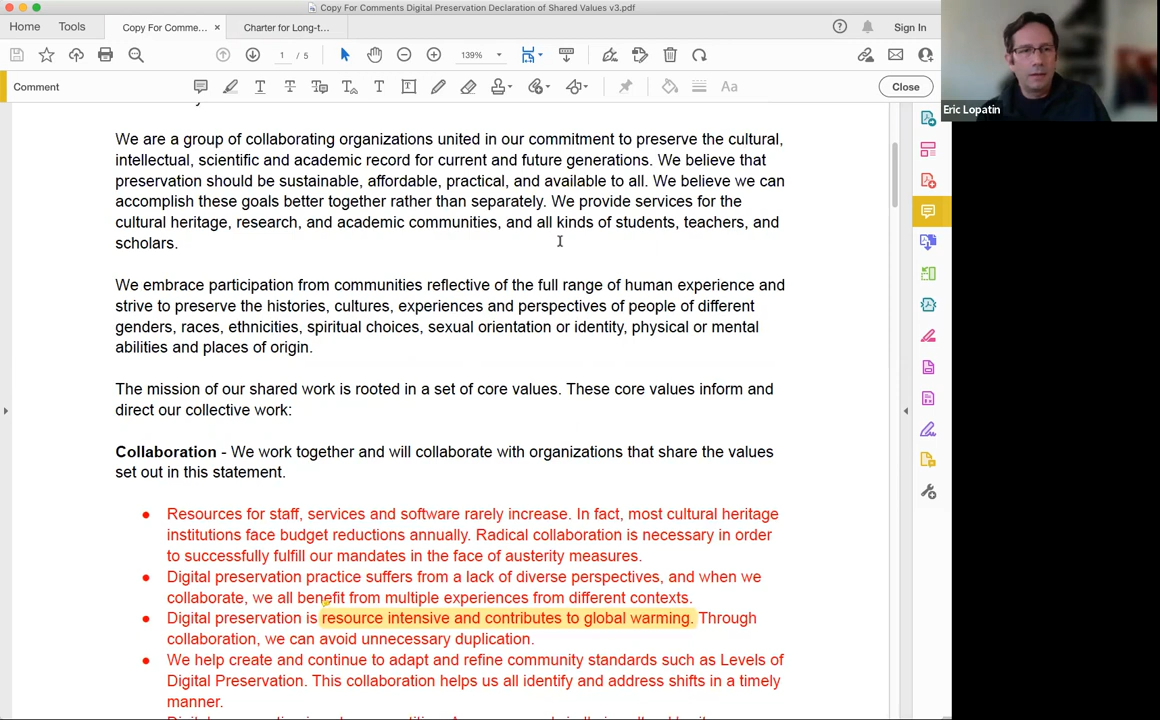 Copy For Comments Digital Preservation Declaration of Shared Values v3.pdf
Home Tools Copy For Comme... × Charter for Long-t... Sign In
1 / 5 139%
Comment Aa Close
Eric Lopatin
We are a group of collaborating organizations united in our commitment to preserve the cultural,
intellectual, scientific and academic record for current and future generations. We believe that
preservation should be sustainable, affordable, practical, and available to all. We believe we can
accomplish these goals better together rather than separately. We provide services for the
cultural heritage, research, and academic communities, and all kinds of students, teachers, and
scholars.
We embrace participation from communities reflective of the full range of human experience and
strive to preserve the histories, cultures, experiences and perspectives of people of different
genders, races, ethnicities, spiritual choices, sexual orientation or identity, physical or mental
abilities and places of origin.
The mission of our shared work is rooted in a set of core values. These core values inform and
direct our collective work:
Collaboration - We work together and will collaborate with organizations that share the values
set out in this statement.
● Resources for staff, services and software rarely increase. In fact, most cultural heritage
institutions face budget reductions annually. Radical collaboration is necessary in order
to successfully fulfill our mandates in the face of austerity measures.
● Digital preservation practice suffers from a lack of diverse perspectives, and when we
collaborate, we all benefit from multiple experiences from different contexts.
● Digital preservation is resource intensive and contributes to global warming. Through
collaboration, we can avoid unnecessary duplication.
● We help create and continue to adapt and refine community standards such as Levels of
Digital Preservation. This collaboration helps us all identify and address shifts in a timely
manner.